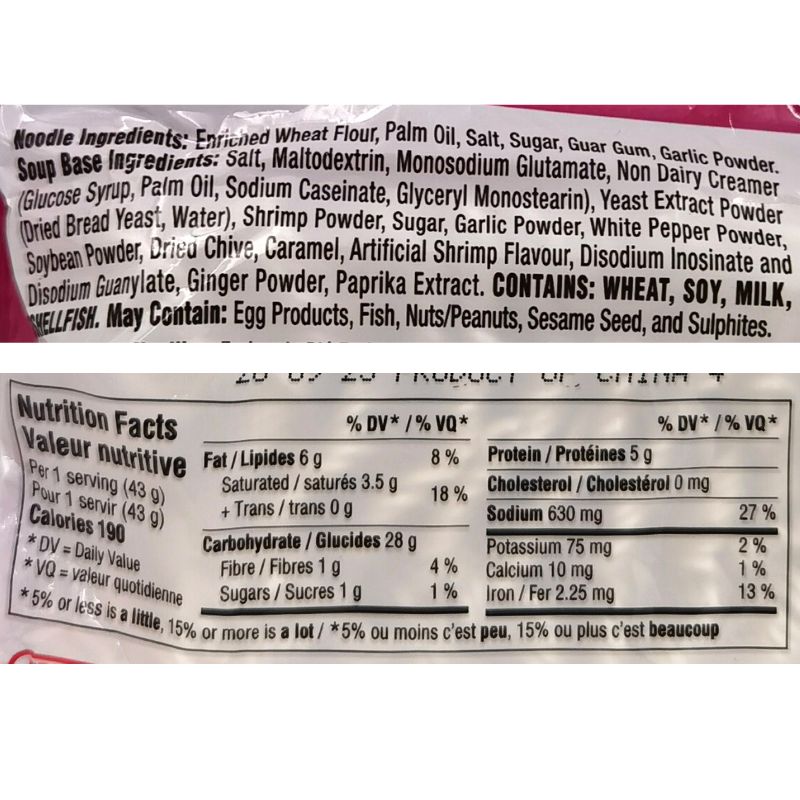 Noodle Ingredients: Enriched Wheat Flour, Palm Oil, Salt, Sugar, Guar Gum, Garlic Powder.
Soup Base Ingredients: Salt, Maltodextrin, Monosodium Glutamate, Non Dairy Creamer
(Glucose Syrup, Palm Oil, Sodium Caseinate, Glyceryl Monostearin), Yeast Extract Powder
(Dried Bread Yeast, Water), Shrimp Powder, Sugar, Garlic Powder, White Pepper Powder,
Soybean Powder, Dried Chive, Caramel, Artificial Shrimp Flavour, Disodium Inosinate and
Disodium Guanylate, Ginger Powder, Paprika Extract. CONTAINS: WHEAT, SOY, MILK,
SHELLFISH. May Contain: Egg Products, Fish, Nuts/Peanuts, Sesame Seed, and Sulphites.
PRODUCT OF CHINA
Nutrition Facts
Valeur nutritive
Per 1 serving (43 g)
Pour 1 servir (43 g)
Calories 190
* DV = Daily Value
* VQ = valeur quotidienne
% DV* / % VQ*
Fat / Lipides 6 g 8 %
Saturated / saturés 3.5 g
+ Trans / trans 0 g 18 %
Carbohydrate / Glucides 28 g
Fibre / Fibres 1 g 4 %
Sugars / Sucres 1 g 1 %
% DV* / % VQ*
Protein / Protéines 5 g
Cholesterol / Cholestérol 0 mg
Sodium 630 mg 27 %
Potassium 75 mg 2 %
Calcium 10 mg 1 %
Iron / Fer 2.25 mg 13 %
* 5% or less is a little, 15% or more is a lot / *5% ou moins c'est peu, 15% ou plus c'est beaucoup